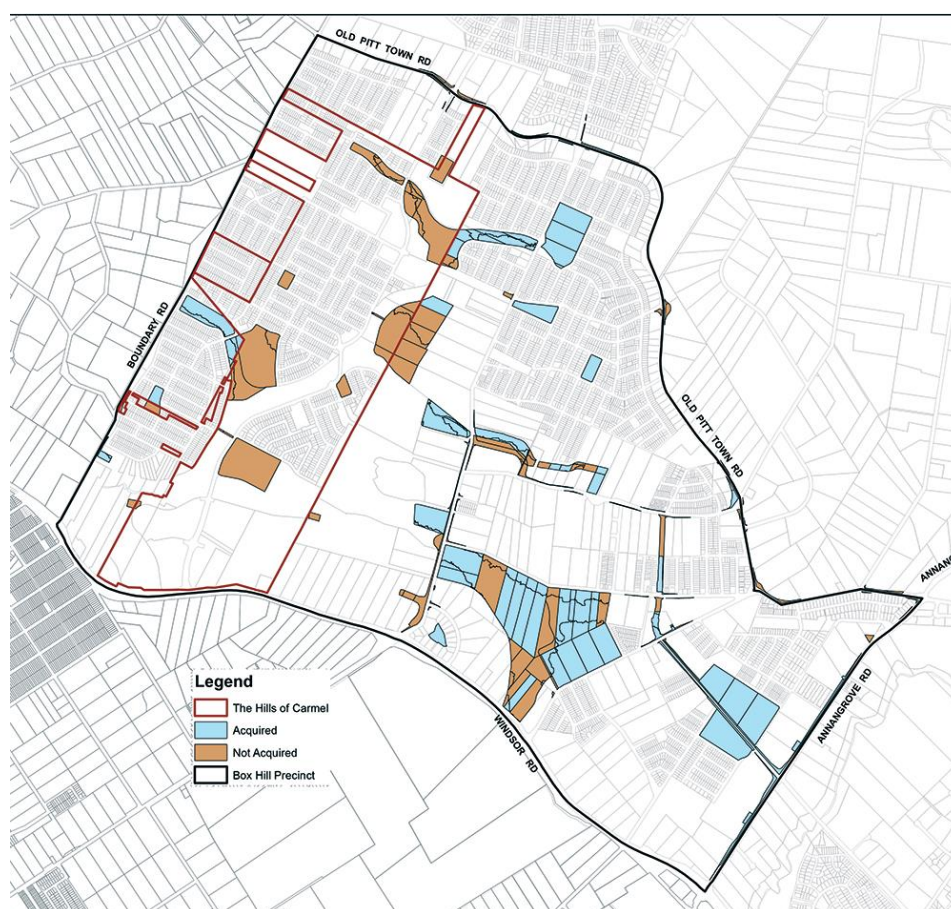 OLD PITT TOWN RD
BOUNDARY RD
OLD PITT TOWN RD
ANNANGROVE RD
WINDSOR RD
Legend
The Hills of Carmel
Acquired
Not Acquired
Box Hill Precinct